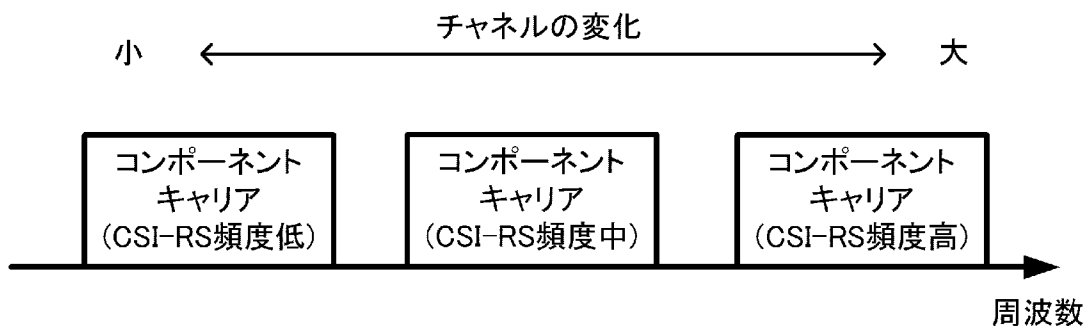 チャネルの変化
小
大
コンポーネント
キャリア
(CSI-RS頻度低)
コンポーネント
キャリア
(CSI-RS頻度中)
コンポーネント
キャリア
(CSI-RS頻度高)
周波数